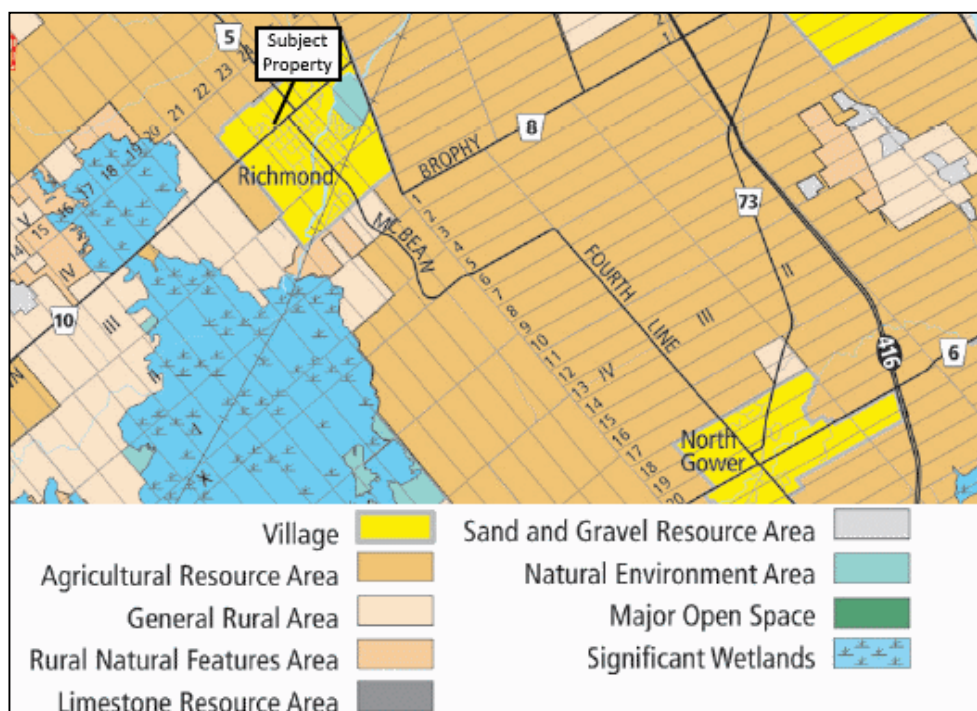 5
Subject
Property
24
23
22
21
20
19
18
17
16
15
14
V
IV
III
10
Richmond
MCBEAN
BROPHY
8
2
1
73
1
2
3
4
5
6
7
8
9
10
11
12
13
14
15
16
17
18
19
20
FOURTH
LINE
II
III
IV
416
6
North
Gower
Village
Agricultural Resource Area
General Rural Area
Rural Natural Features Area
Limestone Resource Area
Sand and Gravel Resource Area
Natural Environment Area
Major Open Space
Significant Wetlands